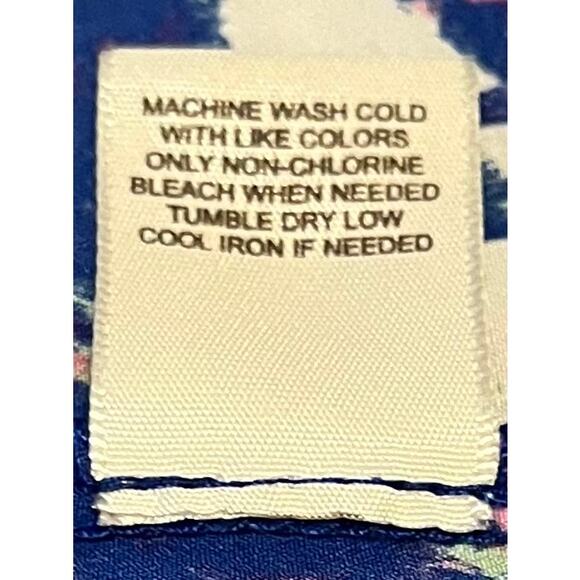 MACHINE WASH COLD
WITH LIKE COLORS
ONLY NON-CHLORINE
BLEACH WHEN NEEDED
TUMBLE DRY LOW
COOL IRON IF NEEDED